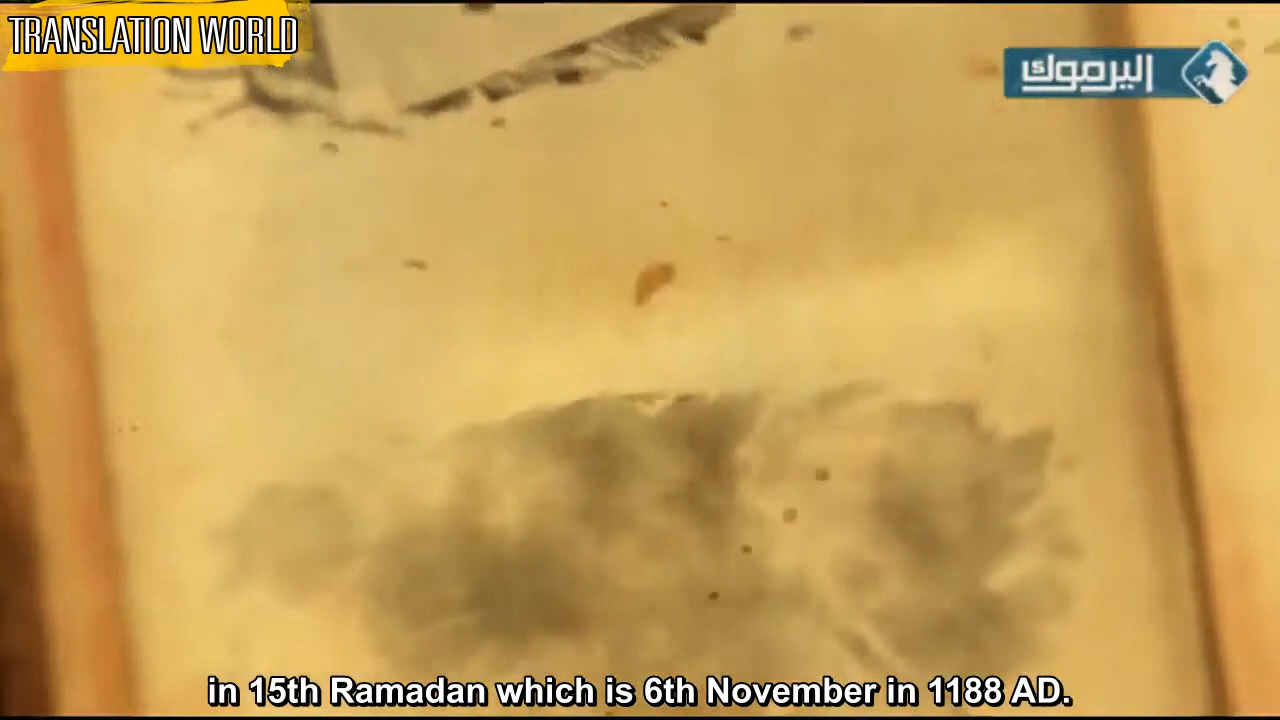 TRANSLATION WORLD
اليرموك
in 15th Ramadan which is 6th November in 1188 AD.